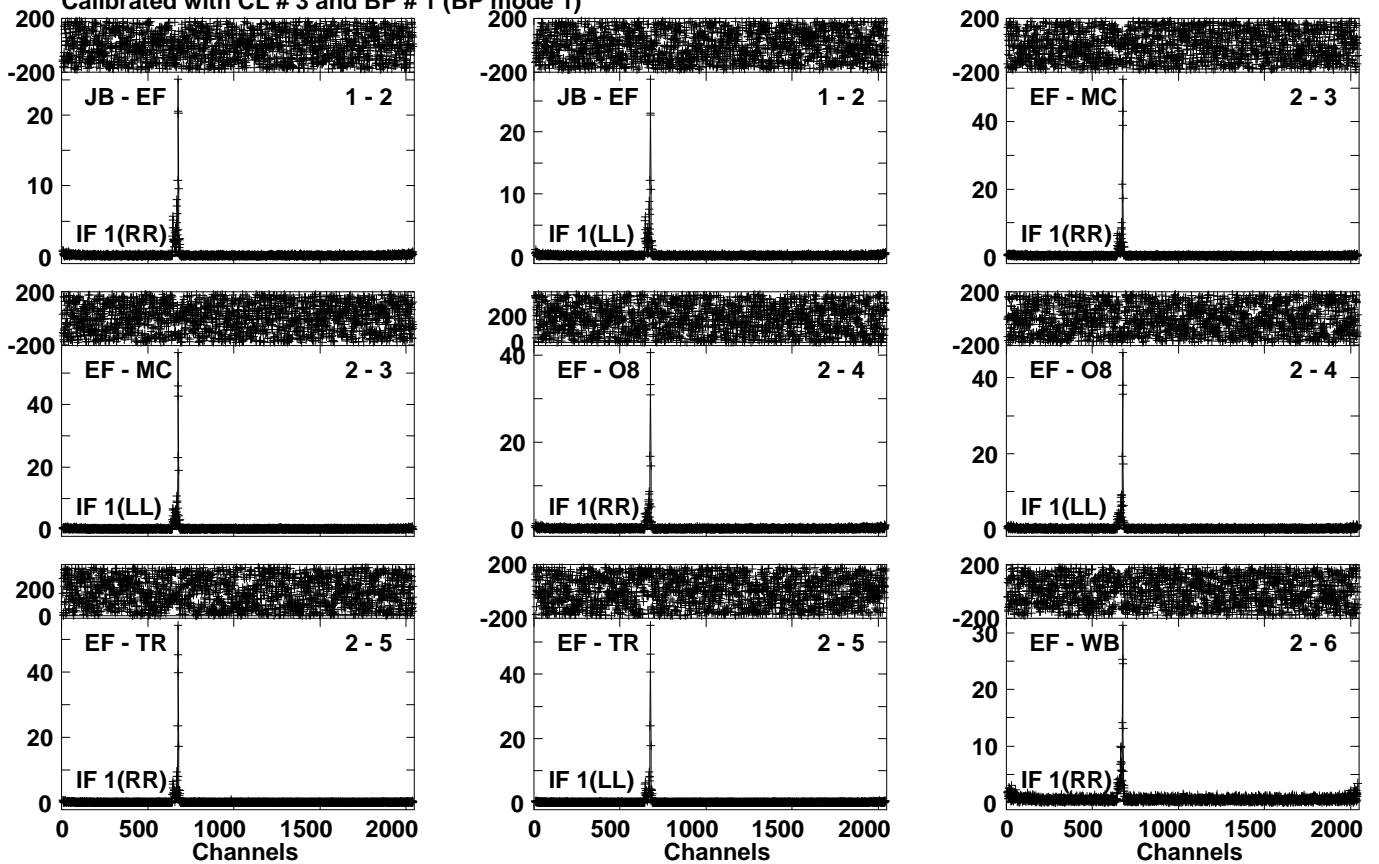 Calibrated with CL # 3 and BP # 1 (BP mode 1)
200
-200
JB - EF 1 - 2
20
10
IF 1(RR)
0
200
-200
JB - EF 1 - 2
20
10
IF 1(LL)
0
200
-200
EF - MC 2 - 3
40
20
IF 1(RR)
0
200
-200
EF - MC 2 - 3
40
20
IF 1(LL)
0
200
0
40
EF - O8 2 - 4
20
IF 1(RR)
0
200
-200
EF - O8 2 - 4
40
20
IF 1(LL)
0
200
0
EF - TR 2 - 5
40
20
IF 1(RR)
0
0 500 1000 1500 2000
Channels
200
-200
EF - TR 2 - 5
40
20
IF 1(LL)
0
0 500 1000 1500 2000
Channels
200
-200
30
EF - WB 2 - 6
20
10
IF 1(RR)
0
0 500 1000 1500 2000
Channels